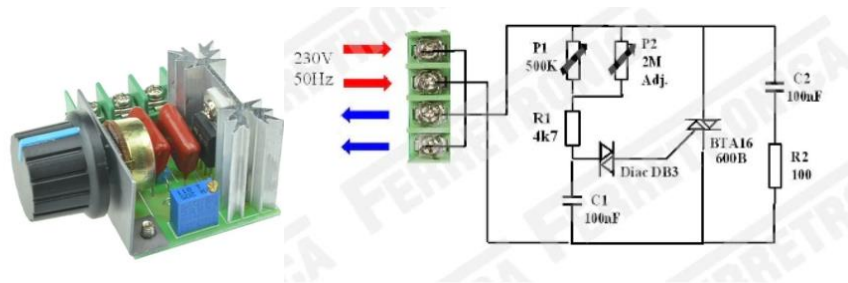 230V
50Hz
P1
500K
P2
2M
Adj.
R1
4k7
Diac DB3
C1
100nF
BTA16
600B
C2
100nF
R2
100
FERRETRONICA